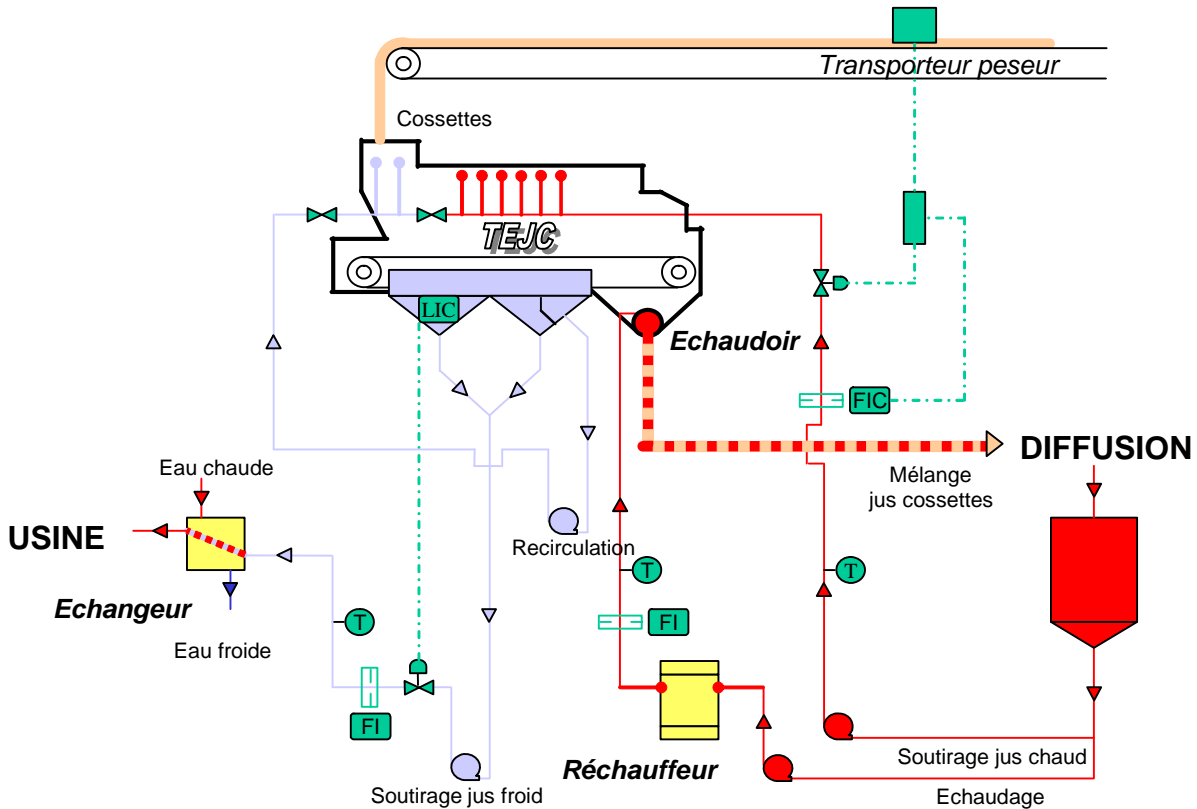 Transporteur peseur
Cossettes
TEJC
LIC
Echaudoir
FIC
DIFFUSION
Mélange
jus cossettes
Eau chaude
USINE
Recirculation
Echangeur
T
T
T
Eau froide
FI
FI
Réchauffeur
Soutirage jus chaud
Soutirage jus froid
Echaudage